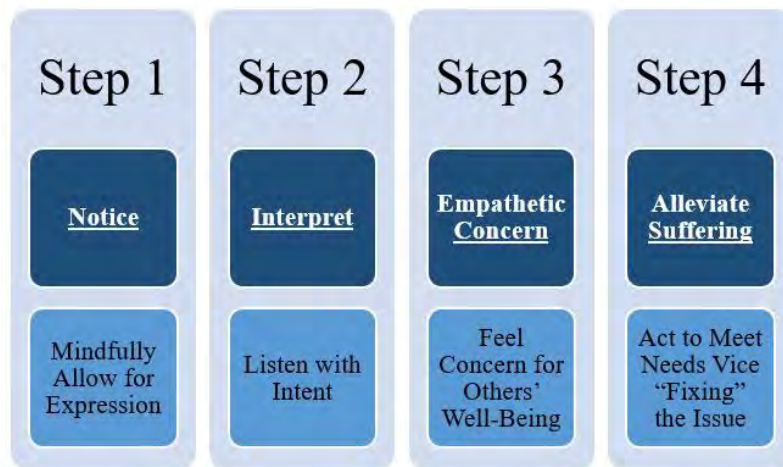 Step 1
Notice
Mindfully
Allow for
Expression
Step 2
Interpret
Listen with
Intent
Step 3
Empathetic
Concern
Feel
Concern for
Others’
Well-Being
Step 4
Alleviate
Suffering
Act to Meet
Needs Vice
“Fixing”
the Issue